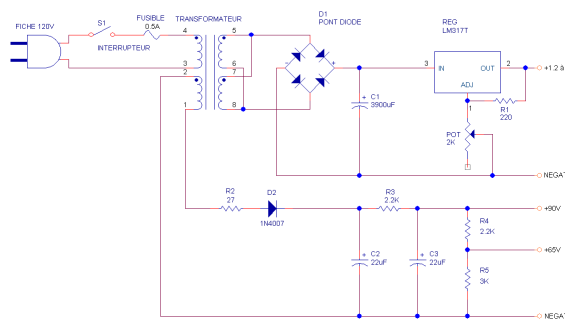 FICHE 120V
S1
INTERRUPTEUR
FUSIBLE
0.5A
TRANSFORMATEUR
4
3
2
1
5
6
7
8
D1
PONT DIODE
-
+
+
C1
3900uF
REG
LM317T
3
IN
OUT
2
ADJ
1
+1.2 à
R1
220
POT
2K
NEGAT
R2
27
D2
1N4007
R3
2.2K
+90V
R4
2.2K
+65V
+
C2
22uF
+
C3
22uF
R5
3K
NEGAT